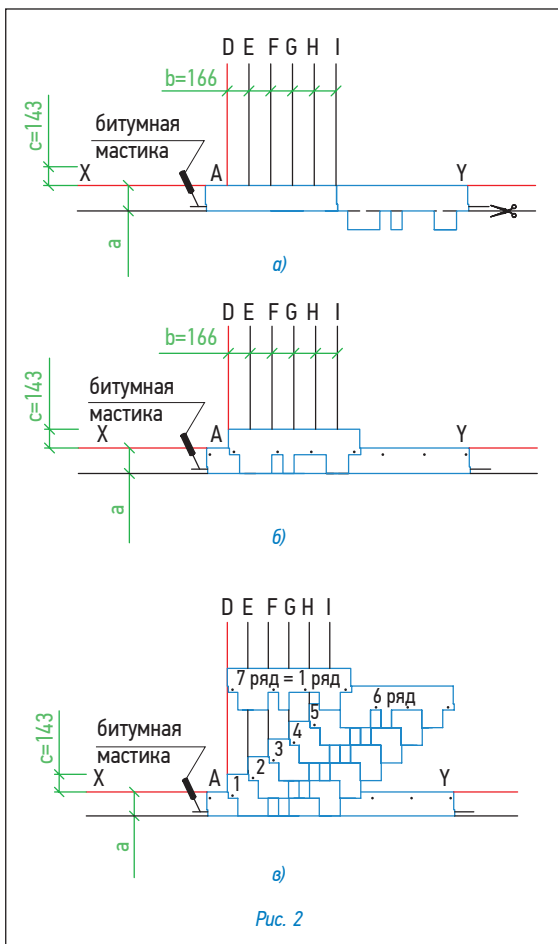 D E F G H I
b=166
c=143
битумная
мастика
X A Y
a
а)
D E F G H I
b=166
c=143
битумная
мастика
X A Y
a
б)
D E F G H I
7 ряд = 1 ряд
6 ряд
5
4
3
2
1
c=143
битумная
мастика
X A Y
a
в)
Рис. 2